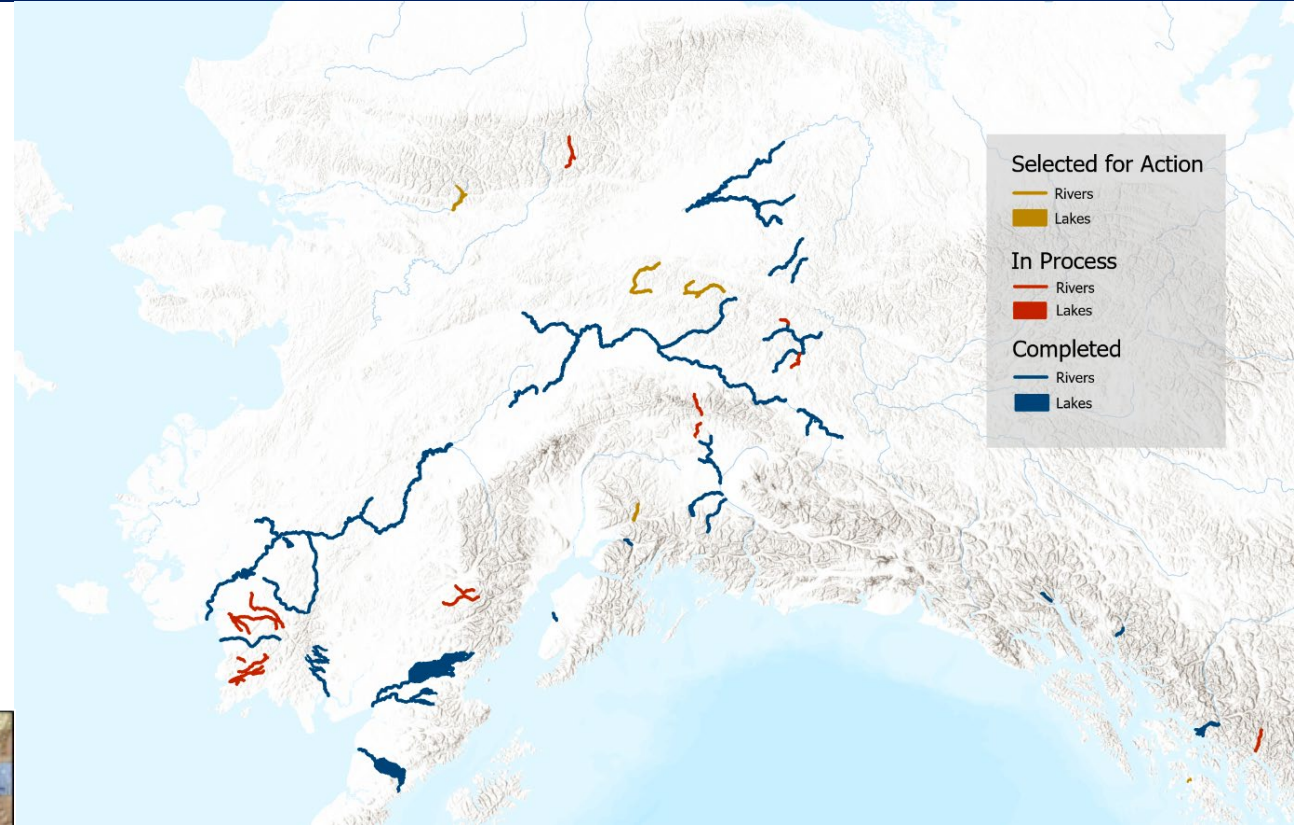 Selected for Action
Rivers
Lakes
In Process
Rivers
Lakes
Completed
Rivers
Lakes